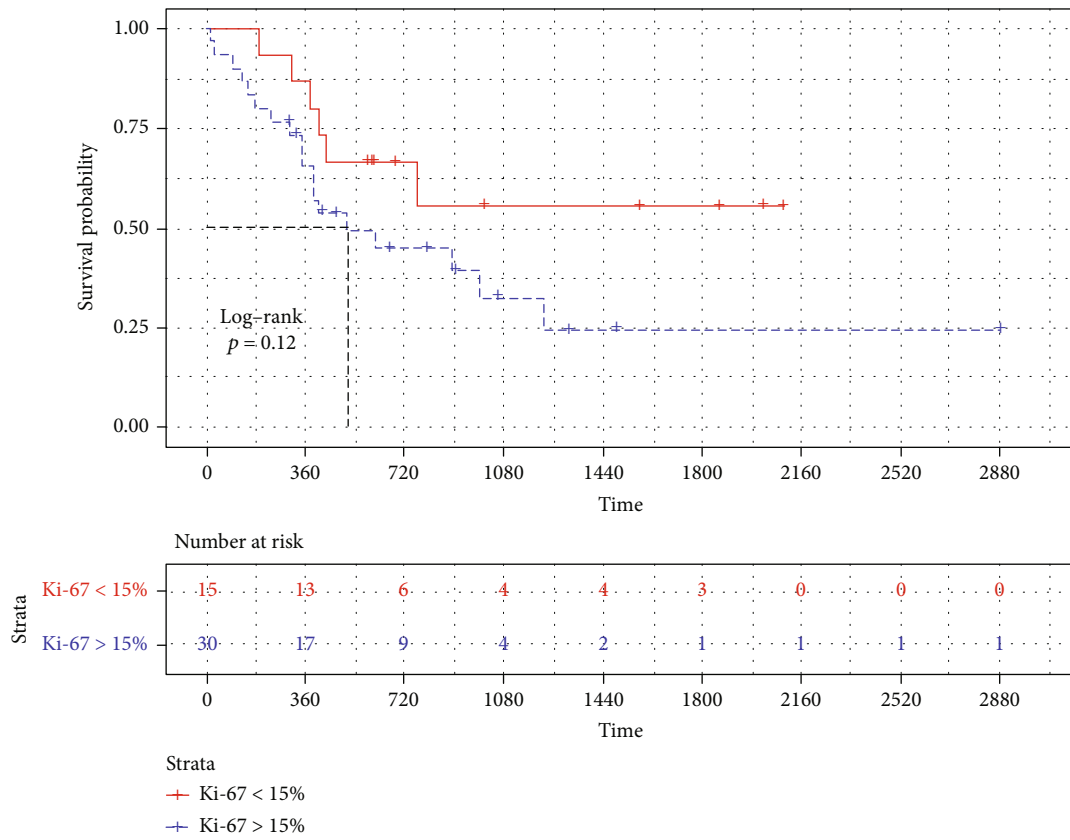 1.00
0.75
0.50
0.25
0.00
Survival probability
Log–rank
p = 0.12
0 360 720 1080 1440 1800 2160 2520 2880
Time
Number at risk
Strata
Ki-67 < 15% 15 13 6 4 4 3 0 0 0
Ki-67 > 15% 30 17 9 4 2 1 1 1 1
0 360 720 1080 1440 1800 2160 2520 2880
Time
Strata
Ki-67 < 15%
Ki-67 > 15%